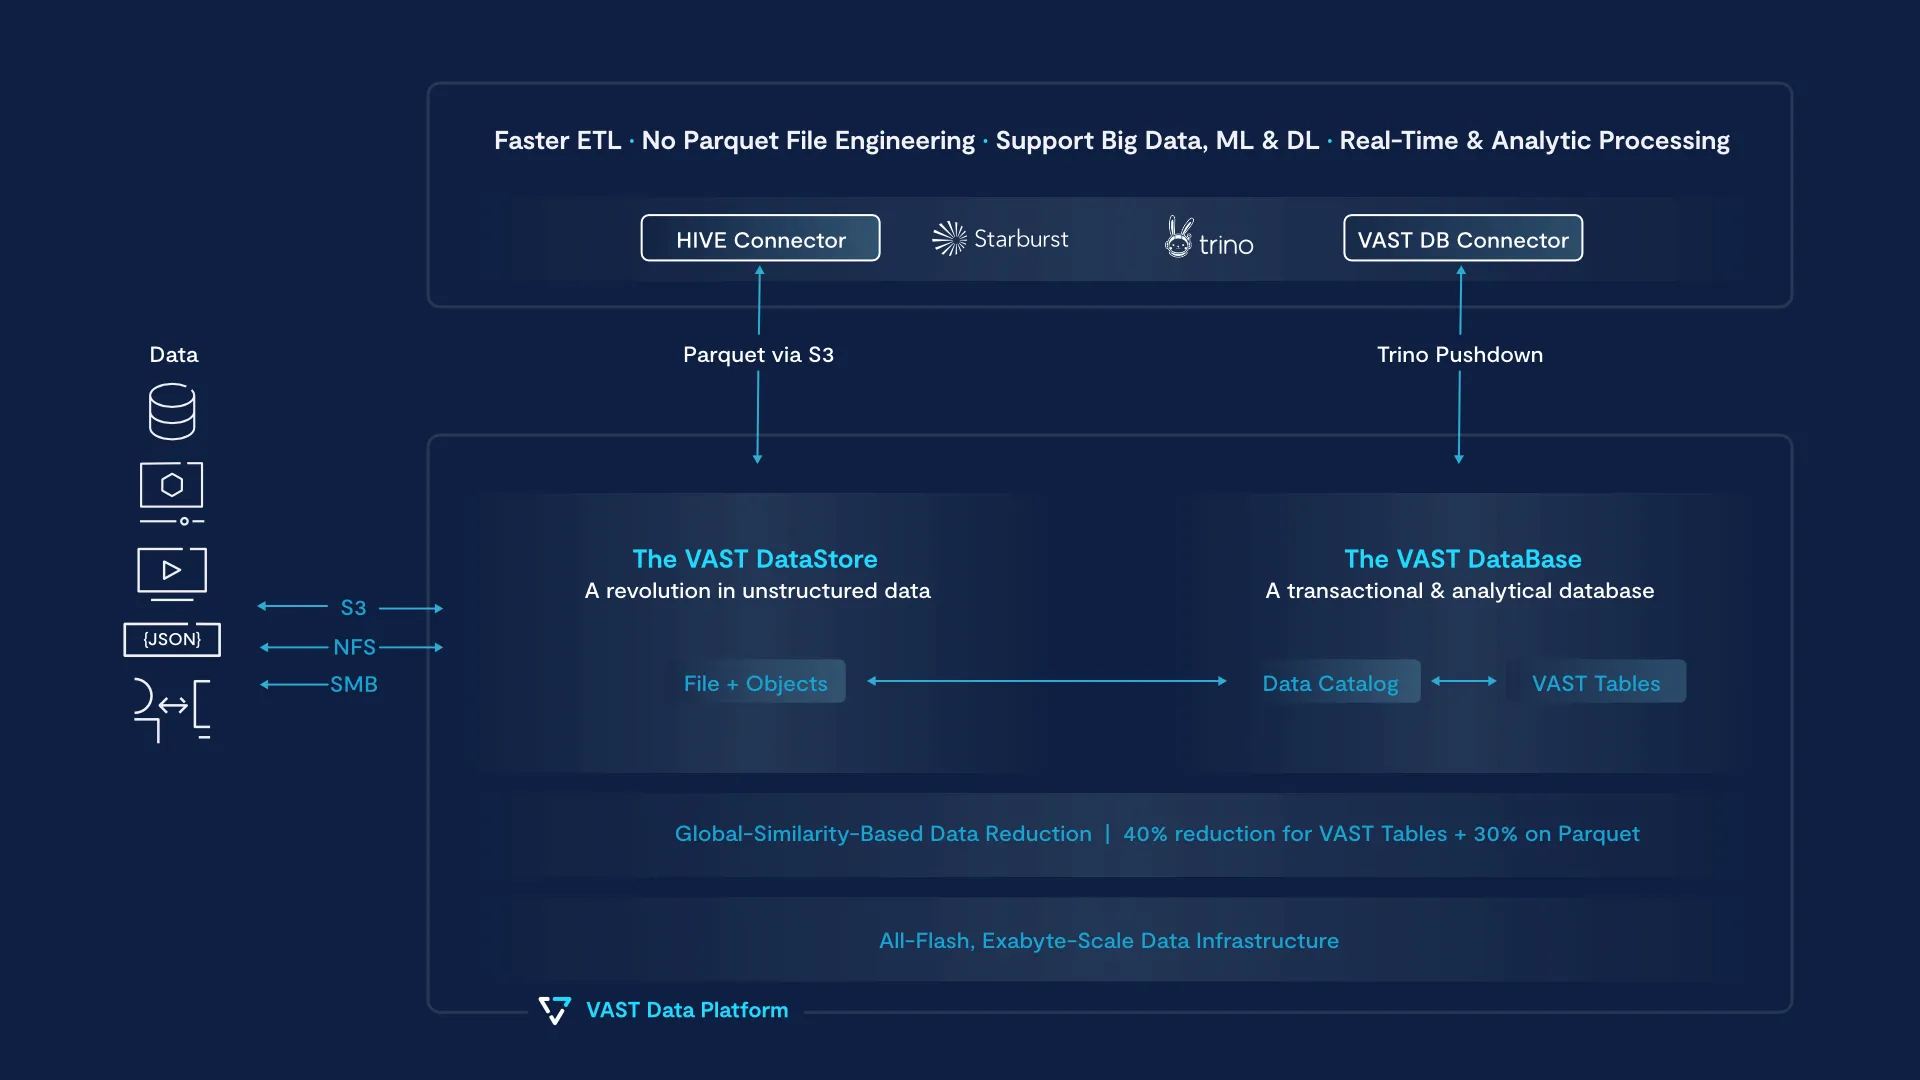 Faster ETL · No Parquet File Engineering · Support Big Data, ML & DL · Real-Time & Analytic Processing
HIVE Connector
Starburst
trino
VAST DB Connector
Parquet via S3
Trino Pushdown
Data
{JSON}
S3
NFS
SMB
The VAST DataStore
A revolution in unstructured data
The VAST DataBase
A transactional & analytical database
File + Objects
Data Catalog
VAST Tables
Global-Similarity-Based Data Reduction | 40% reduction for VAST Tables + 30% on Parquet
All-Flash, Exabyte-Scale Data Infrastructure
VAST Data Platform